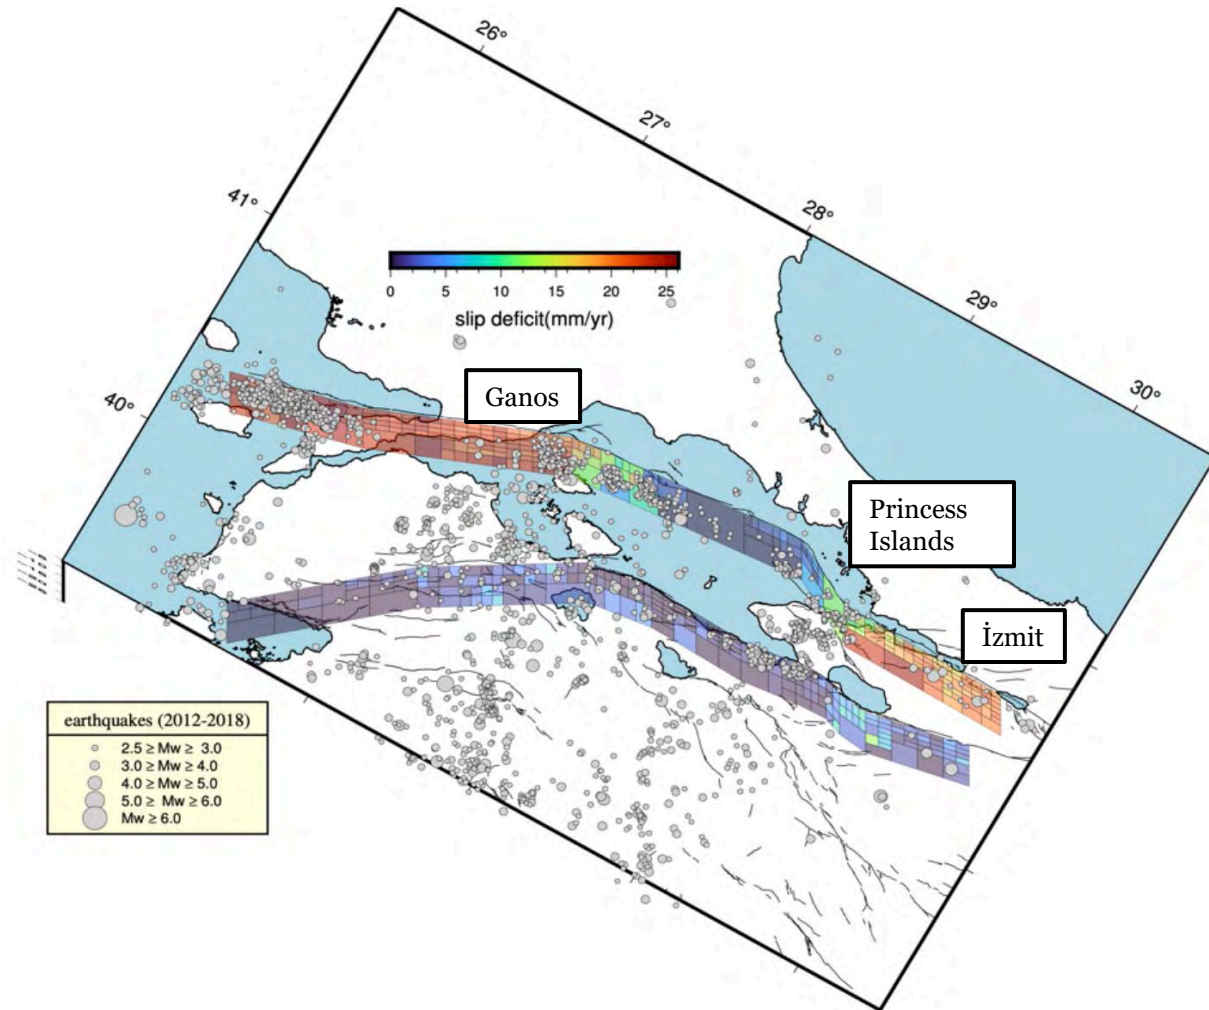 26°
27°
41°
28°
0 5 10 15 20 25
slip deficit(mm/yr)
29°
40°
Ganos
30°
Princess
Islands
İzmit
earthquakes (2012-2018)
2.5 ≥ Mw ≥ 3.0
3.0 ≥ Mw ≥ 4.0
4.0 ≥ Mw ≥ 5.0
5.0 ≥ Mw ≥ 6.0
Mw ≥ 6.0